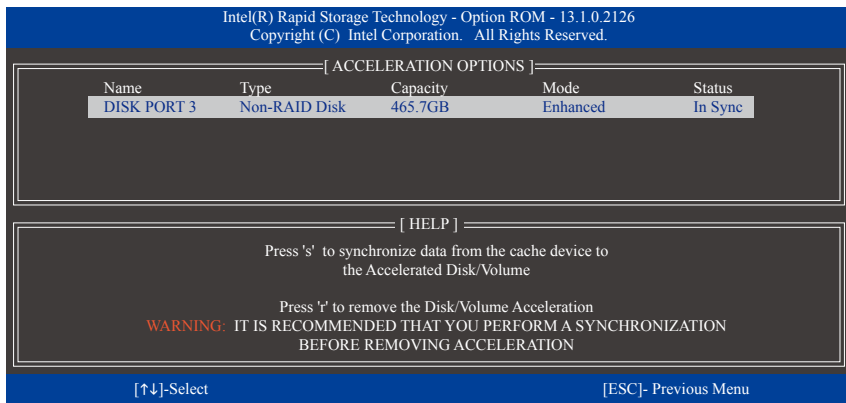 Intel(R) Rapid Storage Technology - Option ROM - 13.1.0.2126
Copyright (C) Intel Corporation. All Rights Reserved.
[ ACCELERATION OPTIONS ]
Name Type Capacity Mode Status
DISK PORT 3 Non-RAID Disk 465.7GB Enhanced In Sync
[ HELP ]
Press 's' to synchronize data from the cache device to
the Accelerated Disk/Volume
Press 'r' to remove the Disk/Volume Acceleration
WARNING: IT IS RECOMMENDED THAT YOU PERFORM A SYNCHRONIZATION
BEFORE REMOVING ACCELERATION
[↑↓]-Select [ESC]- Previous Menu